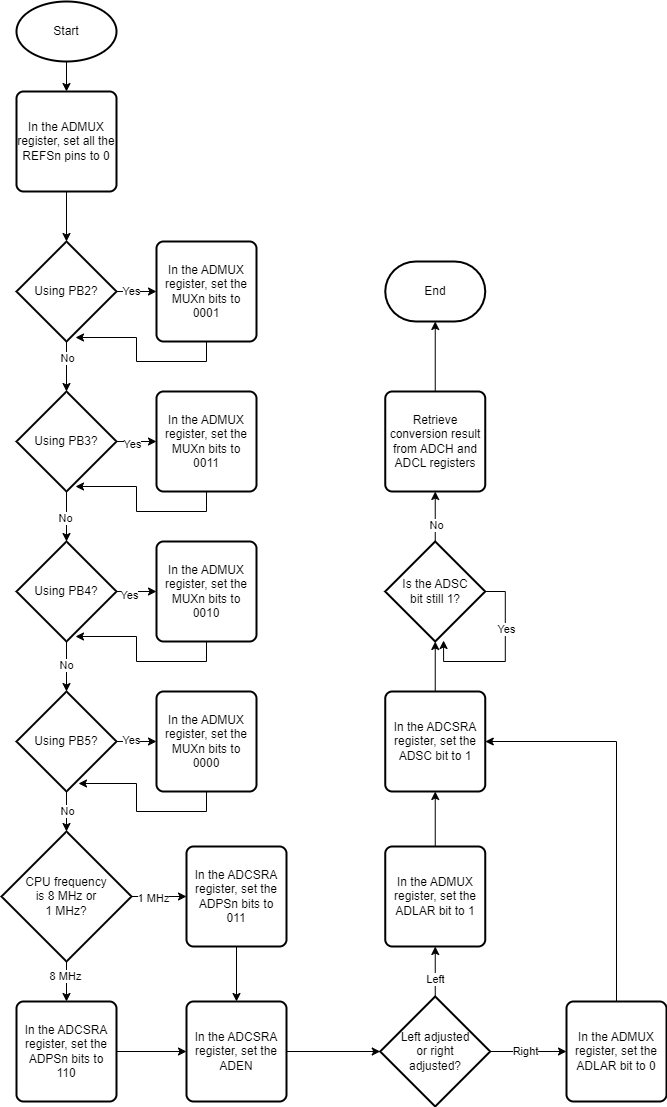 Start
In the ADMUX
register, set all the
REFSn pins to 0
Using PB2?
Yes
In the ADMUX
register, set the
MUXn bits to
0001
No
Using PB3?
Yes
In the ADMUX
register, set the
MUXn bits to
0011
No
Using PB4?
Yes
In the ADMUX
register, set the
MUXn bits to
0010
No
Using PB5?
Yes
In the ADMUX
register, set the
MUXn bits to
0000
No
CPU frequency
is 8 MHz or
1 MHz?
1 MHz
In the ADCSRA
register, set the
ADPSn bits to
011
8 MHz
In the ADCSRA
register, set the
ADPSn bits to
110
In the ADCSRA
register, set the
ADEN
Left adjusted
or right
adjusted?
Right
In the ADMUX
register, set the
ADLAR bit to 0
Left
In the ADMUX
register, set the
ADLAR bit to 1
In the ADCSRA
register, set the
ADSC bit to 1
Is the ADSC
bit still 1?
Yes
No
Retrieve
conversion result
from ADCH and
ADCL registers
End